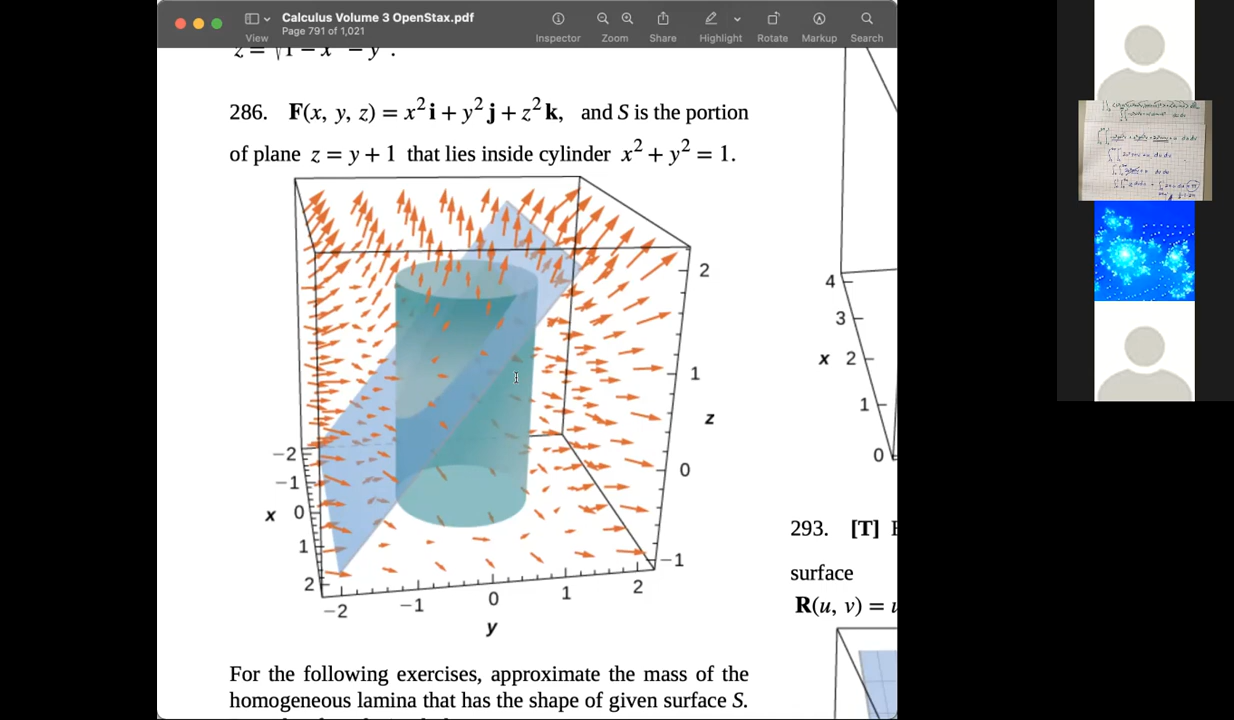 Calculus Volume 3 OpenStax.pdf
Page 791 of 1,021
View
Inspector
Zoom
Share
Highlight
Rotate
Markup
Search
286. F(x, y, z) = x²i + y²j + z²k, and S is the portion
of plane z = y + 1 that lies inside cylinder x² + y² = 1.
2
1
z
0
−1
−2
−1
x 0
1
2
−2
−1
0
1
2
y
For the following exercises, approximate the mass of the
homogeneous lamina that has the shape of given surface S.
4
3
x 2
1
0
293. [T]
surface
R(u, v) =